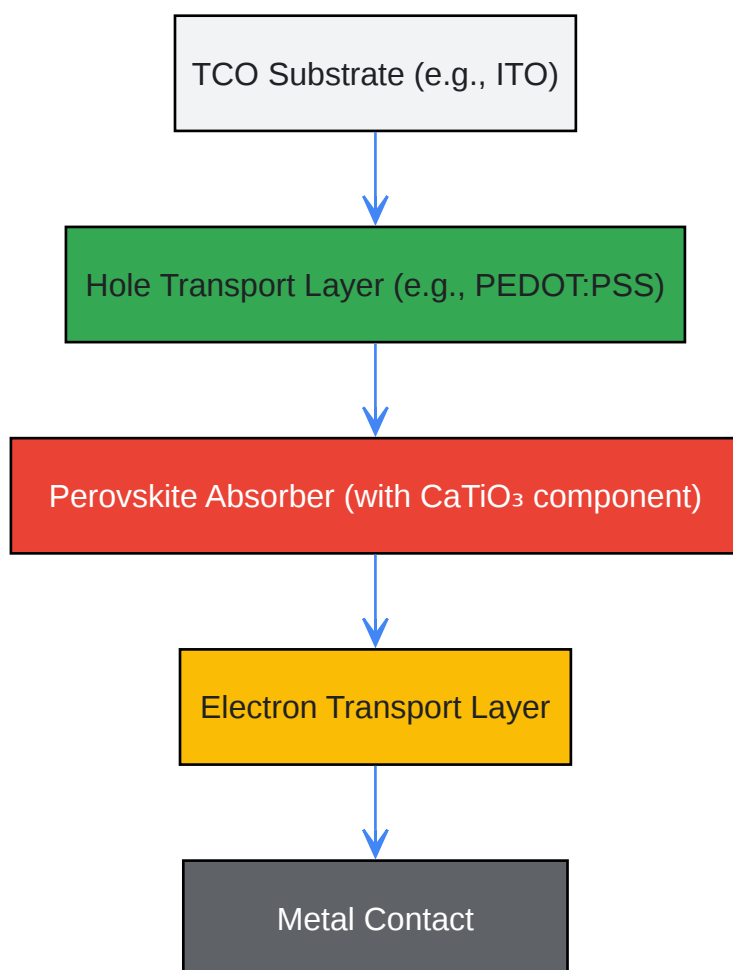 TCO Substrate (e.g., ITO)
Hole Transport Layer (e.g., PEDOT:PSS)
Perovskite Absorber (with CaTiO₃ component)
Electron Transport Layer
Metal Contact